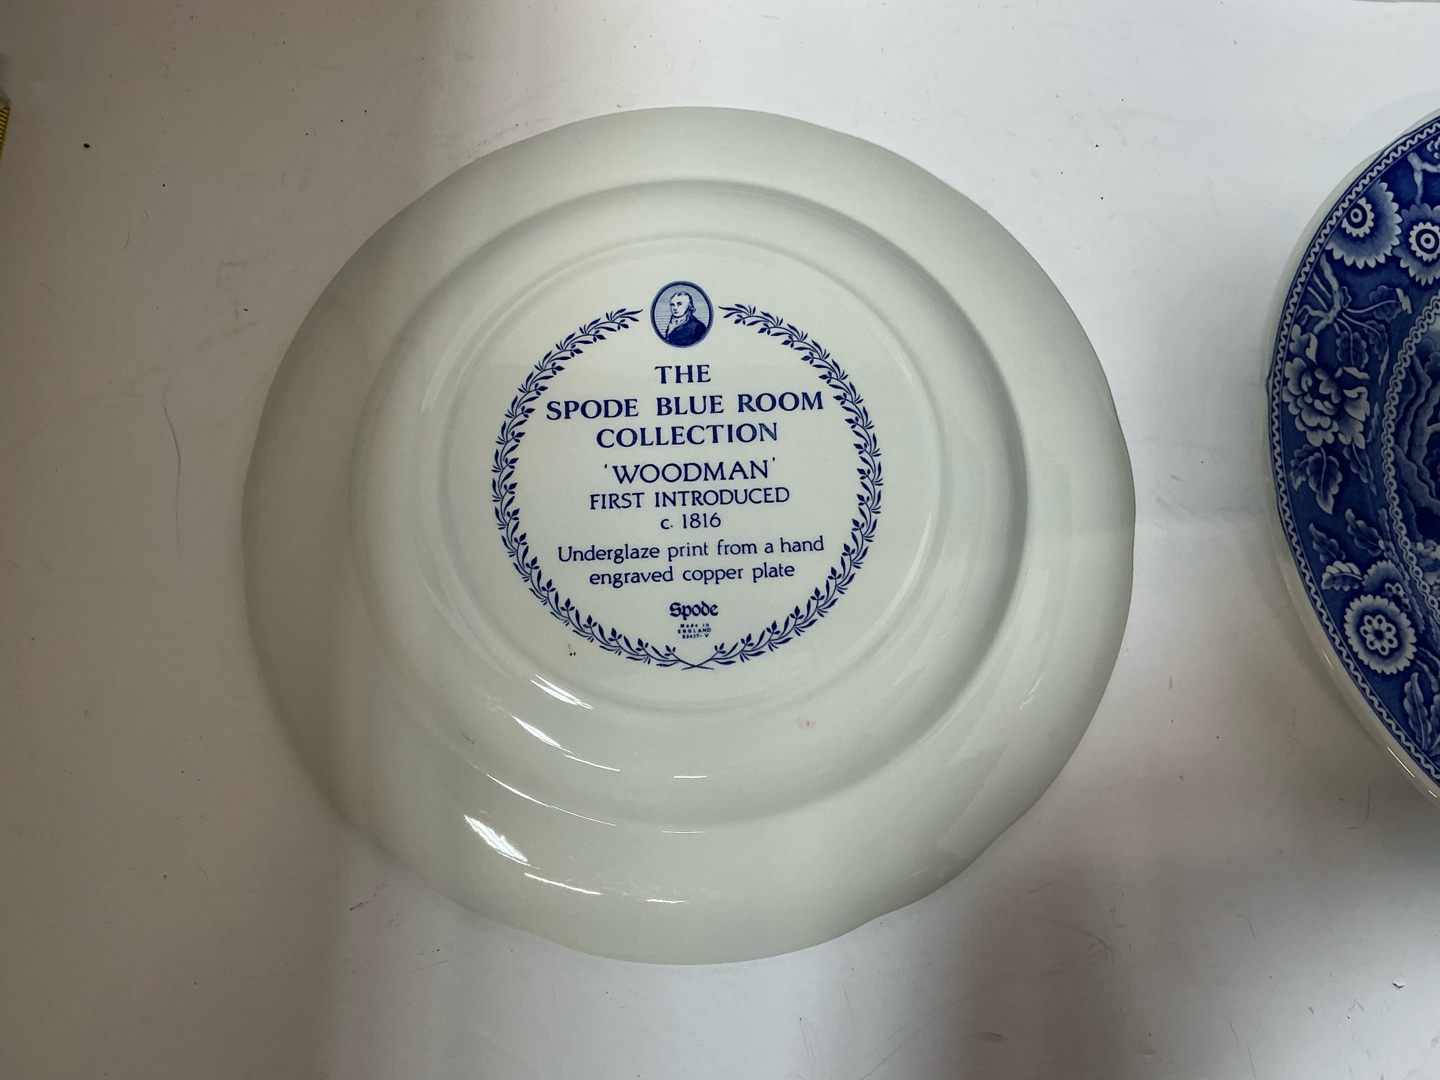 THE
SPODE BLUE ROOM
COLLECTION
'WOODMAN'
FIRST INTRODUCED
c. 1816
Underglaze print from a hand
engraved copper plate
Spode
Made in
ENGLAND